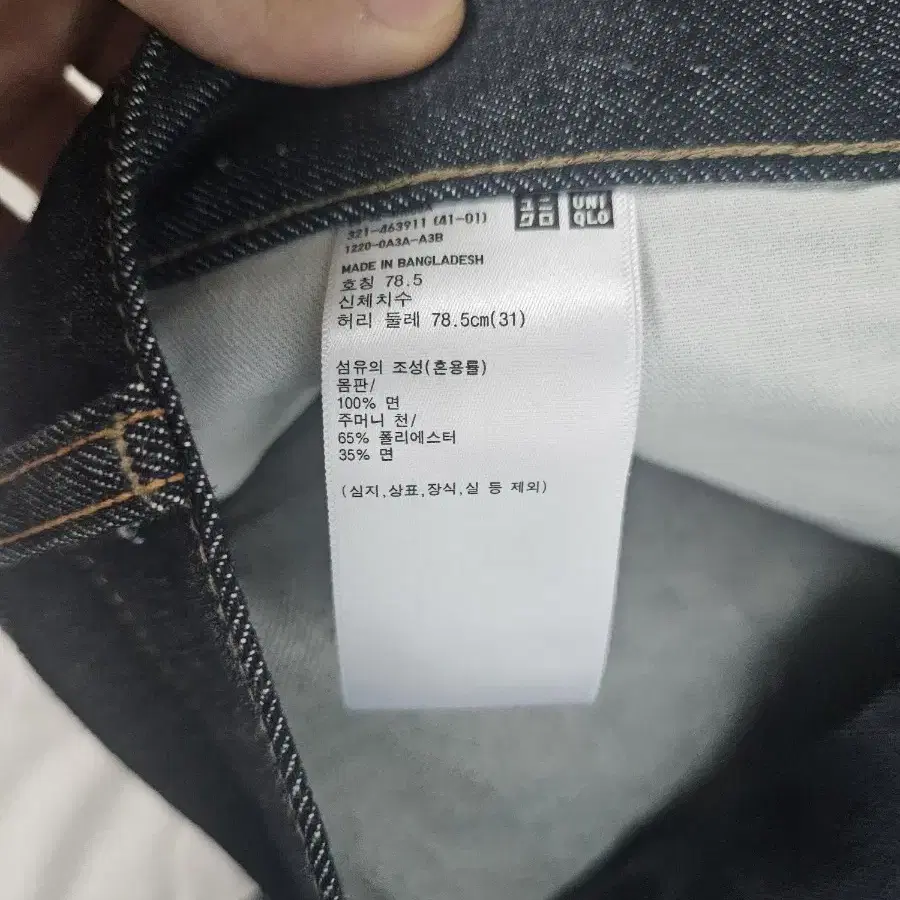 ユニ
クロ
UNI
QLO
321-463911 (41-01)
1220-0A3A-A3B
MADE IN BANGLADESH
호칭 78.5
신체치수
허리 둘레 78.5cm(31)
섬유의 조성(혼용률)
몸판/
100% 면
주머니 천/
65% 폴리에스터
35% 면
(심지,상표,장식,실 등 제외)